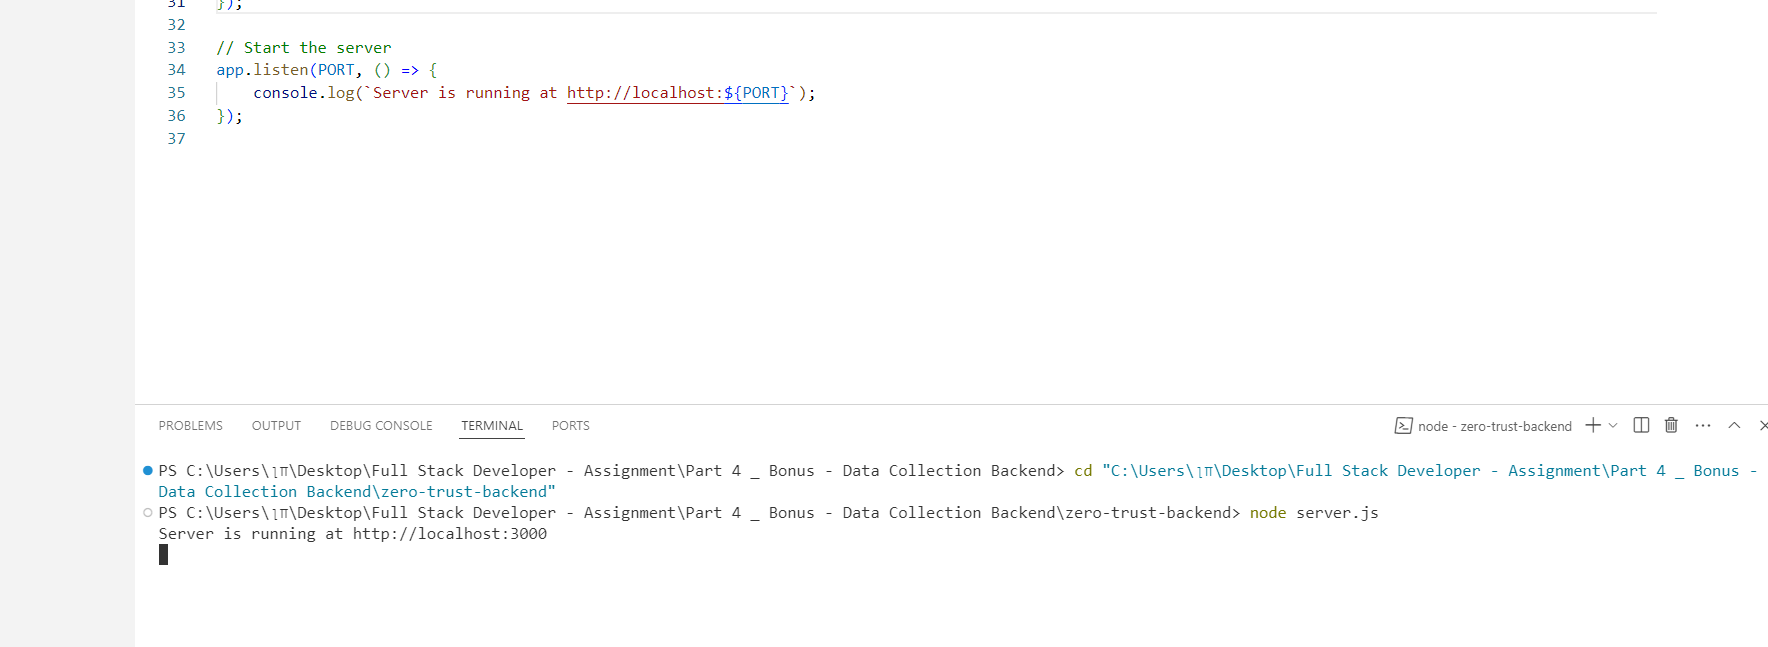 31 });
32
33 // Start the server
34 app.listen(PORT, () => {
35 console.log(`Server is running at http://localhost:${PORT}`);
36 });
37
PROBLEMS OUTPUT DEBUG CONSOLE TERMINAL PORTS node - zero-trust-backend
PS C:\Users\חן\Desktop\Full Stack Developer - Assignment\Part 4 _ Bonus - Data Collection Backend> cd "C:\Users\חן\Desktop\Full Stack Developer - Assignment\Part 4 _ Bonus -
Data Collection Backend\zero-trust-backend"
PS C:\Users\חן\Desktop\Full Stack Developer - Assignment\Part 4 _ Bonus - Data Collection Backend\zero-trust-backend> node server.js
Server is running at http://localhost:3000